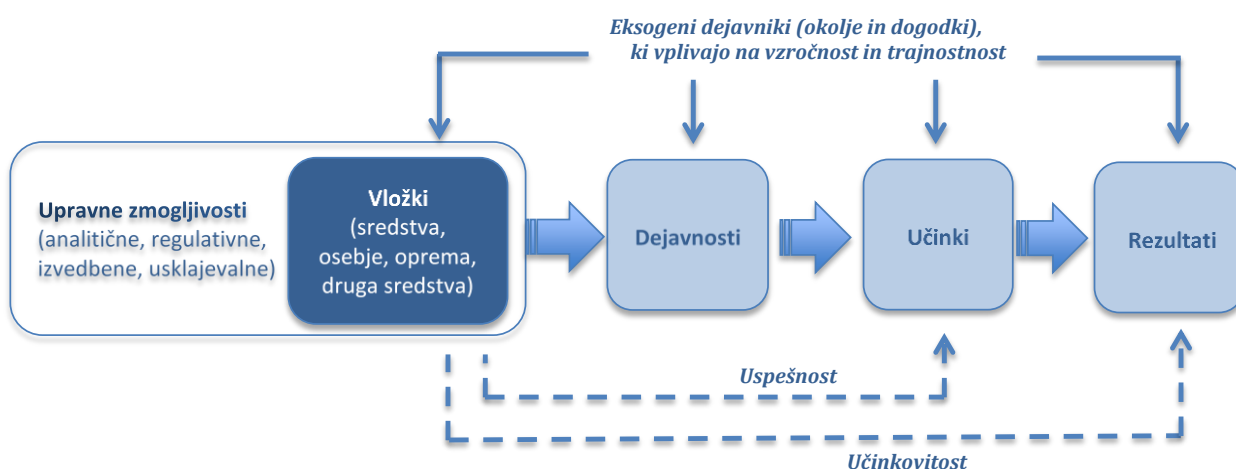 Eksogeni dejavniki (okolje in dogodki),
ki vplivajo na vzročnost in trajnostnost
Upravne zmogljivosti
(analitične, regulativne,
izvedbene, usklajevalne)
Vložki
(sredstva,
osebje, oprema,
druga sredstva)
Dejavnosti
Učinki
Rezultati
Uspešnost
Učinkovitost